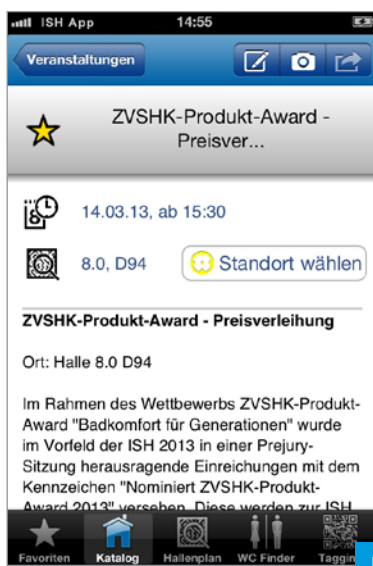 ISH App 14:55
Veranstaltungen
ZVSHK-Produkt-Award -
Preisver...
14.03.13, ab 15:30
8.0, D94 Standort wählen
ZVSHK-Produkt-Award - Preisverleihung
Ort: Halle 8.0 D94
Im Rahmen des Wettbewerbs ZVSHK-Produkt-
Award "Badkomfort für Generationen" wurde
im Vorfeld der ISH 2013 in einer Prejury-
Sitzung herausragende Einreichungen mit dem
Kennzeichen "Nominiert ZVSHK-Produkt-
Award 2013" versehen. Diese werden zur ISH
Favoriten Katalog Hallenplan WC Finder Taggin